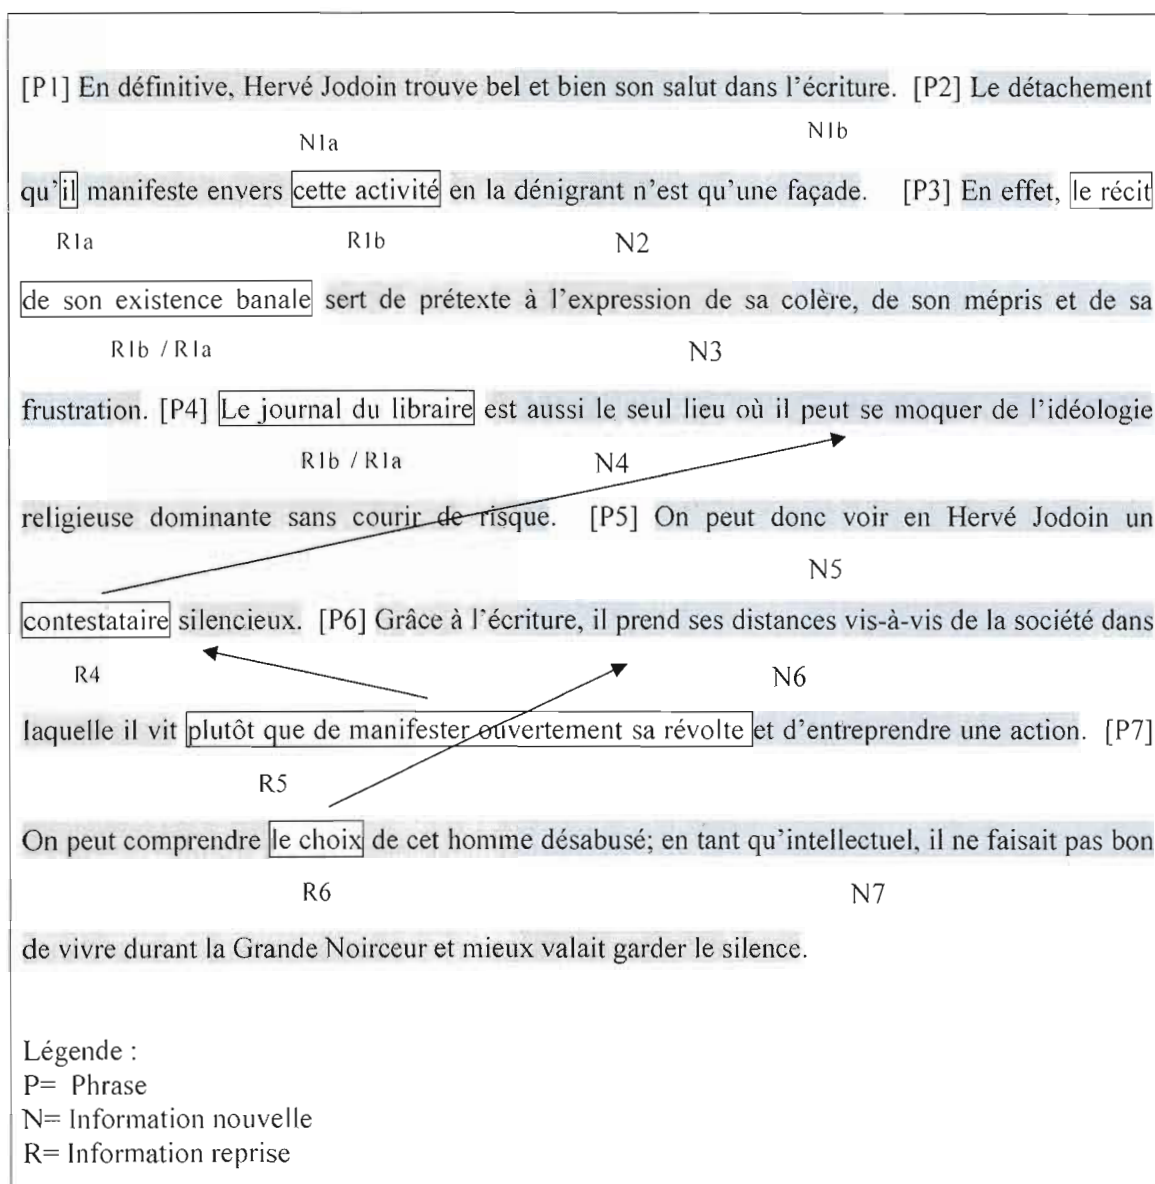 [P1] En définitive, Hervé Jodoin trouve bel et bien son salut dans l'écriture. [P2] Le détachement
N1a N1b
qu'il manifeste envers cette activité en la dénigrant n'est qu'une façade. [P3] En effet, le récit
R1a R1b N2
de son existence banale sert de prétexte à l'expression de sa colère, de son mépris et de sa
R1b / R1a N3
frustration. [P4] Le journal du libraire est aussi le seul lieu où il peut se moquer de l'idéologie
R1b / R1a N4
religieuse dominante sans courir de risque. [P5] On peut donc voir en Hervé Jodoin un
N5
contestataire silencieux. [P6] Grâce à l'écriture, il prend ses distances vis-à-vis de la société dans
R4 N6
laquelle il vit plutôt que de manifester ouvertement sa révolte et d'entreprendre une action. [P7]
R5
On peut comprendre le choix de cet homme désabusé; en tant qu'intellectuel, il ne faisait pas bon
R6 N7
de vivre durant la Grande Noirceur et mieux valait garder le silence.
Légende :
P= Phrase
N= Information nouvelle
R= Information reprise